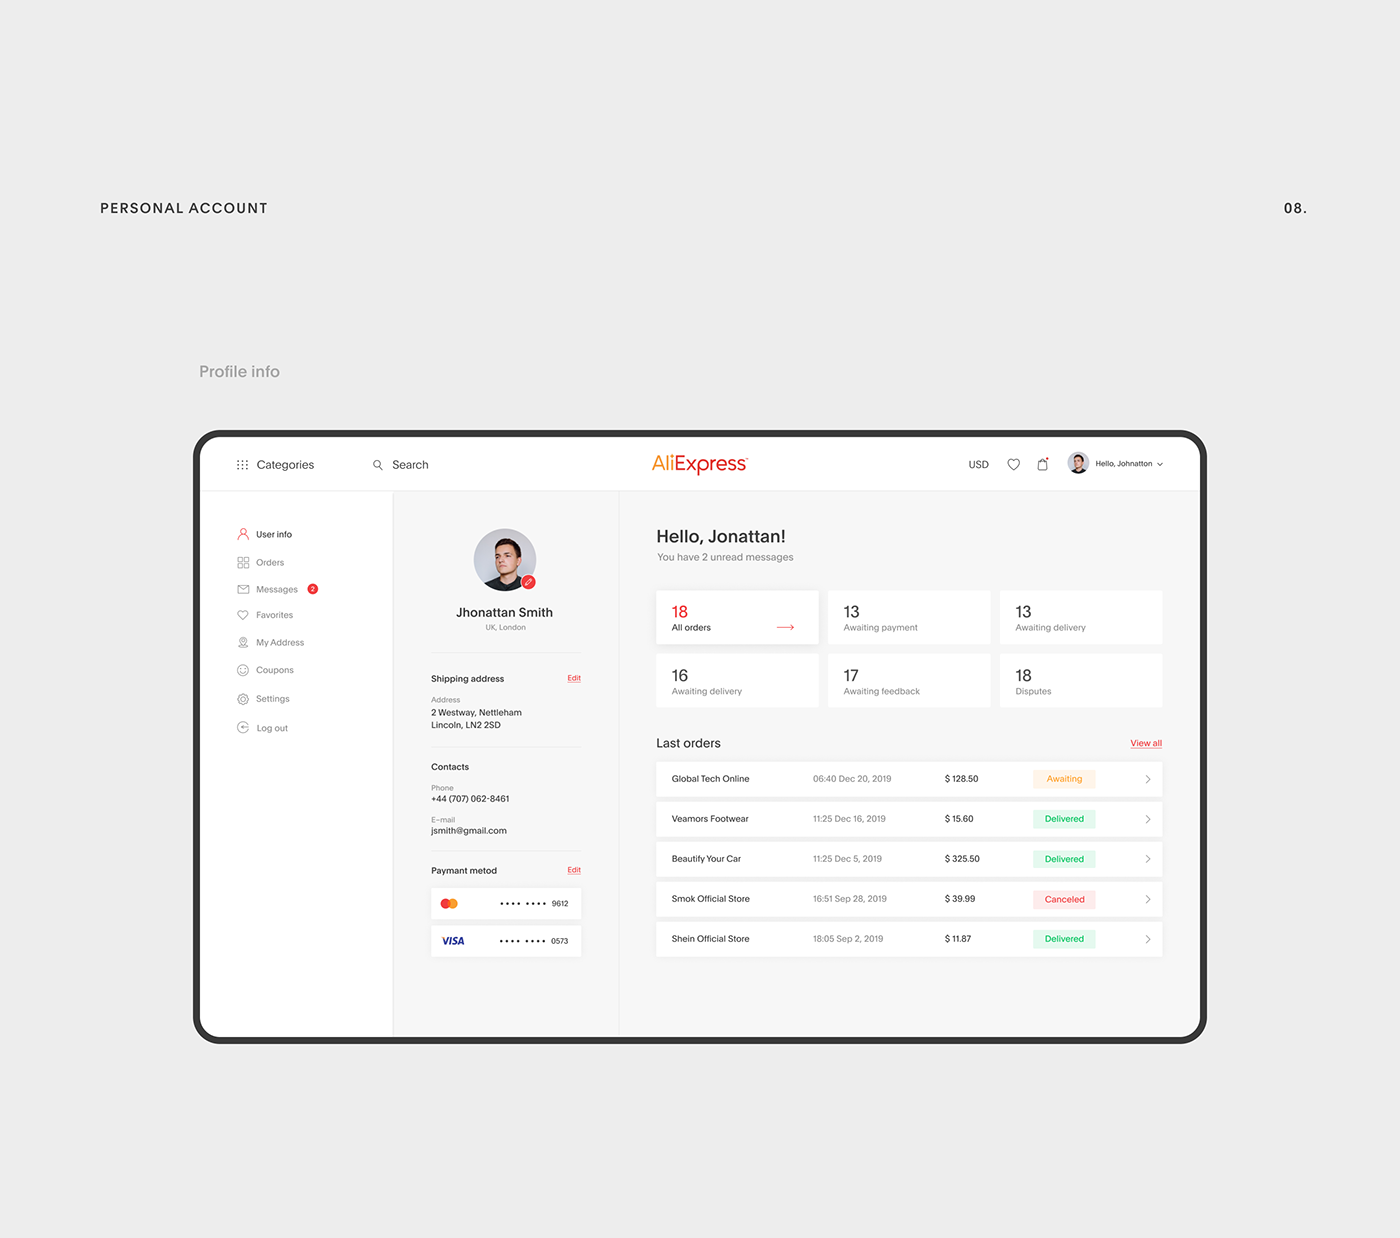 PERSONAL ACCOUNT
08.
Profile info
Categories
Search
AliExpress
USD
Hello, Johnatton
User info
Orders
Messages 2
Favorites
My Address
Coupons
Settings
Log out
Jhonattan Smith
UK, London
Shipping address Edit
Address
2 Westway, Nettleham
Lincoln, LN2 2SD
Contacts
Phone
+44 (707) 062-8461
E-mail
jsmith@gmail.com
Paymant metod Edit
•••• •••• 9612
VISA •••• •••• 0573
Hello, Jonattan!
You have 2 unread messages
18
All orders
13
Awaiting payment
13
Awaiting delivery
16
Awaiting delivery
17
Awaiting feedback
18
Disputes
Last orders View all
Global Tech Online 06:40 Dec 20, 2019 $ 128.50 Awaiting
Veamors Footwear 11:25 Dec 16, 2019 $ 15.60 Delivered
Beautify Your Car 11:25 Dec 5, 2019 $ 325.50 Delivered
Smok Official Store 16:51 Sep 28, 2019 $ 39.99 Canceled
Shein Official Store 18:05 Sep 2, 2019 $ 11.87 Delivered